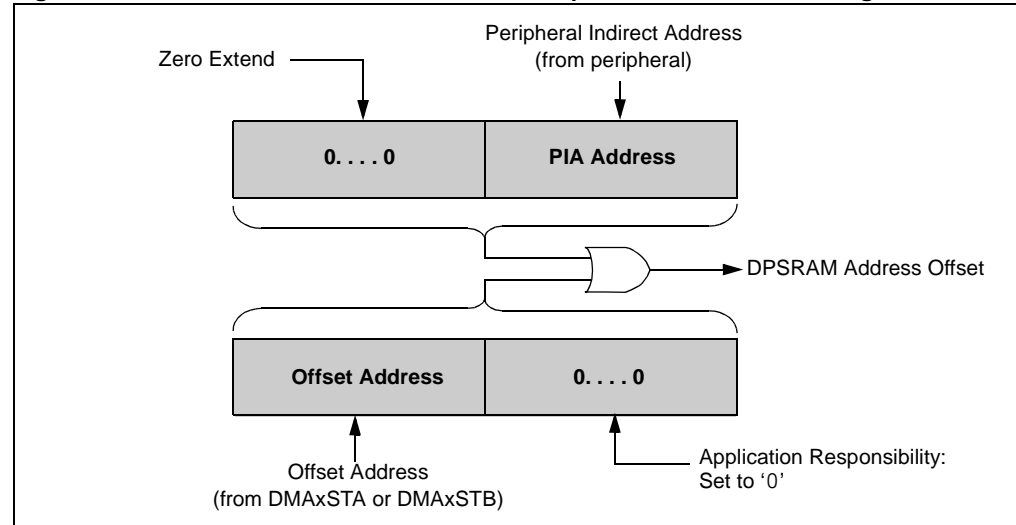 Peripheral Indirect Address
(from peripheral)
Zero Extend
0. . . . 0
PIA Address
DPSRAM Address Offset
Offset Address
0. . . . 0
Offset Address
(from DMAxSTA or DMAxSTB)
Application Responsibility:
Set to ‘0’